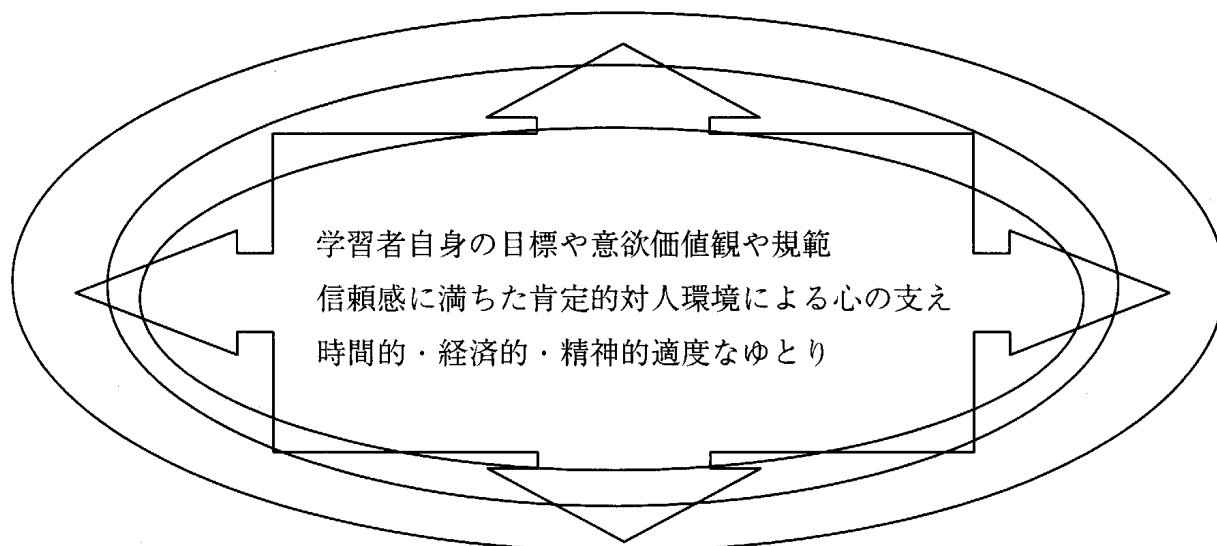 学習者自身の目標や意欲価値観や規範
信頼感に満ちた肯定的対人環境による心の支え
時間的・経済的・精神的適度なゆとり